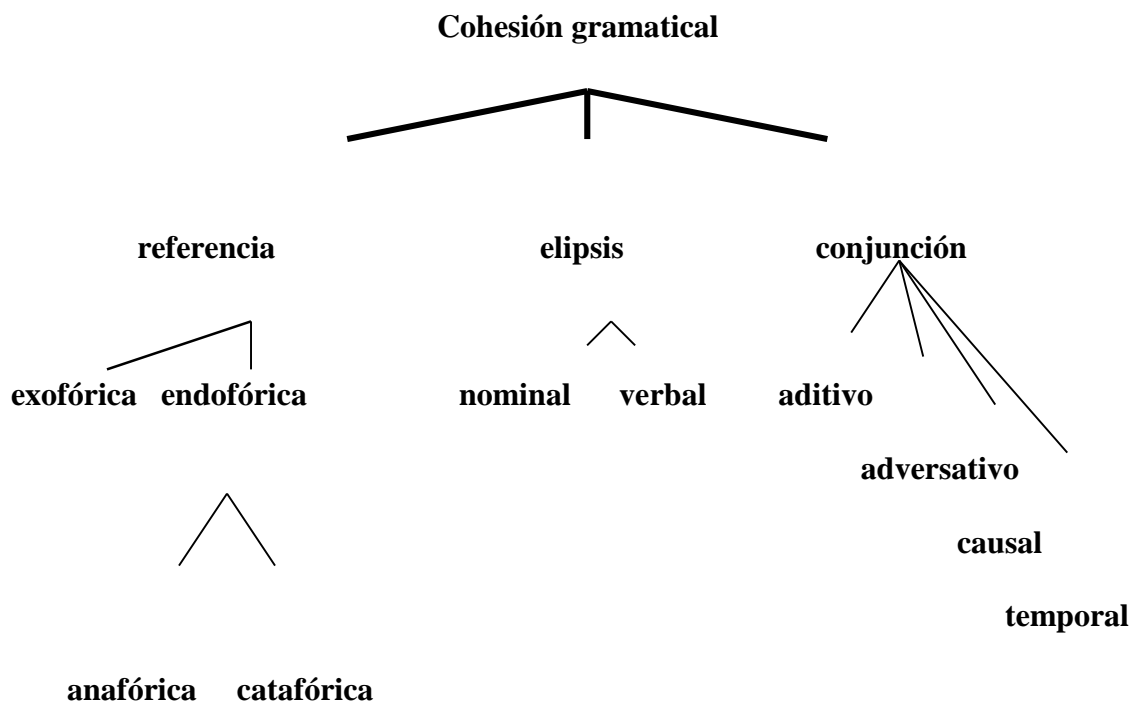 Cohesión gramatical
referencia elipsis conjunción
exofórica endofórica nominal verbal aditivo
adversativo
causal
temporal
anafórica catafórica